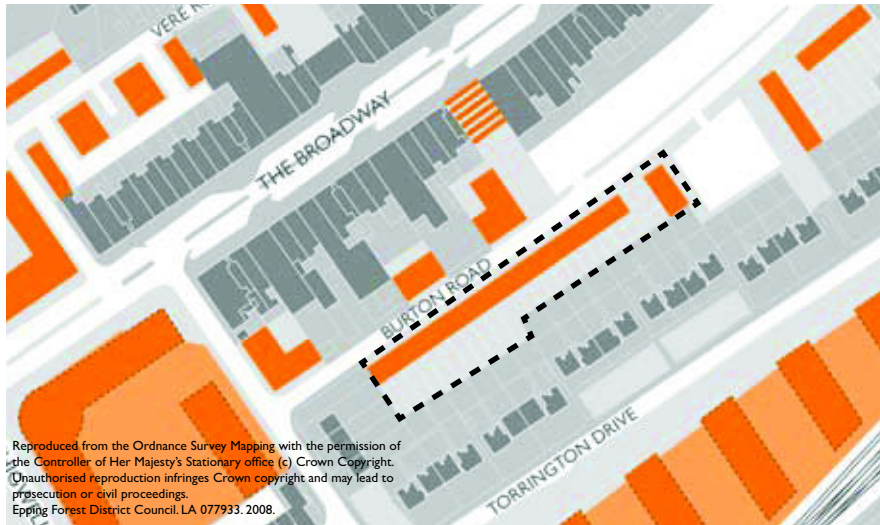 VERE
THE BROADWAY
BURTON ROAD
TORRINGTON DRIVE
Reproduced from the Ordnance Survey Mapping with the permission of
the Controller of Her Majesty's Stationary office (c) Crown Copyright.
Unauthorised reproduction infringes Crown copyright and may lead to
prosecution or civil proceedings.
Epping Forest District Council. LA 077933. 2008.